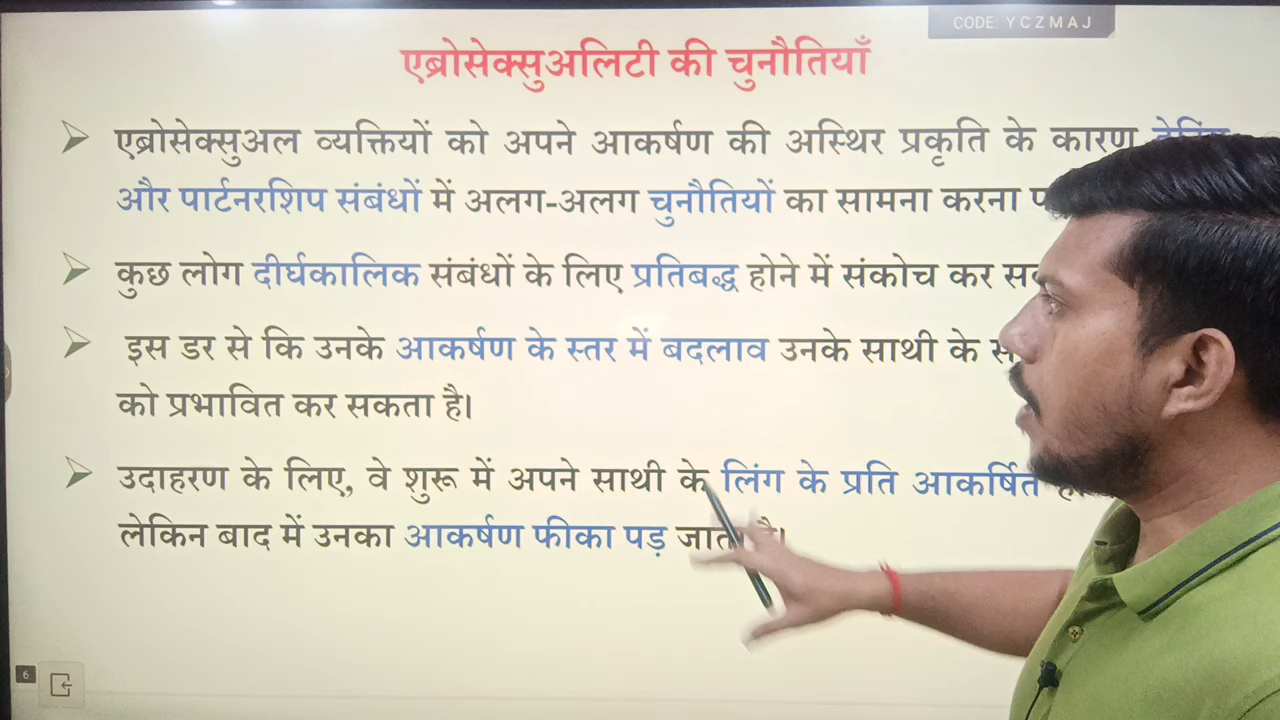 CODE: Y C Z M A J
एब्रोसेक्सुअलिटी की चुनौतियाँ
एब्रोसेक्सुअल व्यक्तियों को अपने आकर्षण की अस्थिर प्रकृति के कारण
और पार्टनरशिप संबंधों में अलग-अलग चुनौतियों का सामना करना
कुछ लोग दीर्घकालिक संबंधों के लिए प्रतिबद्ध होने में संकोच कर
इस डर से कि उनके आकर्षण के स्तर में बदलाव उनके साथी के
को प्रभावित कर सकता है।
उदाहरण के लिए, वे शुरू में अपने साथी के लिंग के प्रति आकर्षित
लेकिन बाद में उनका आकर्षण फीका पड़ जाता है।
6